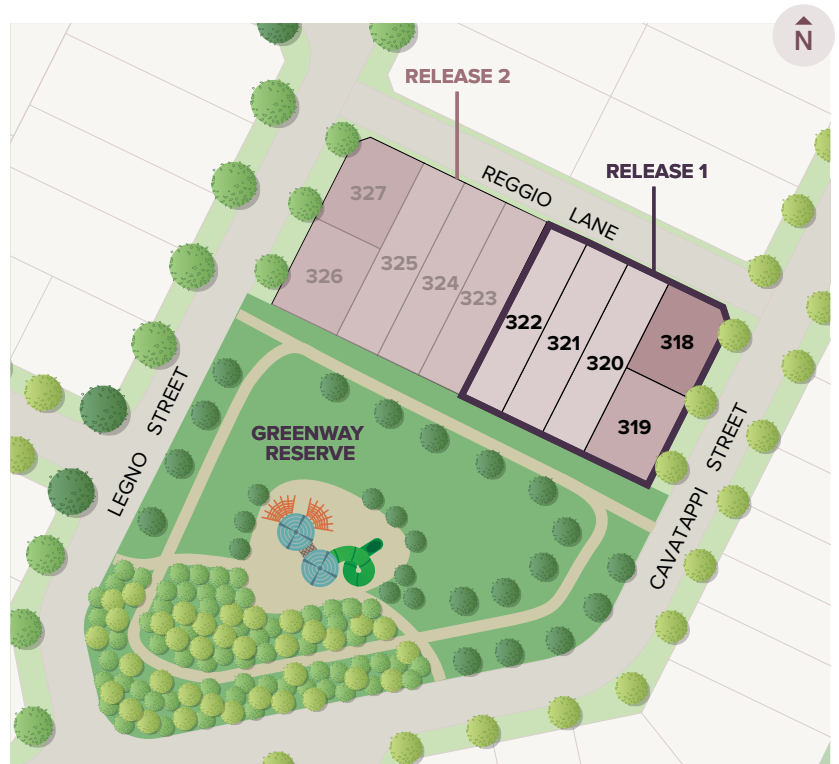 N
RELEASE 2
RELEASE 1
REGGIO LANE
327
326
325
324
323
322
321
320
318
319
GREENWAY
RESERVE
LEGNO STREET
CAVATAPPI STREET